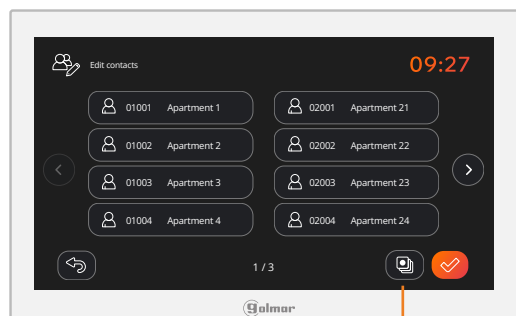 Edit contacts
09:27
01001 Apartment 1
02001 Apartment 21
01002 Apartment 2
02002 Apartment 22
01003 Apartment 3
02003 Apartment 23
01004 Apartment 4
02004 Apartment 24
1 / 3
golmar